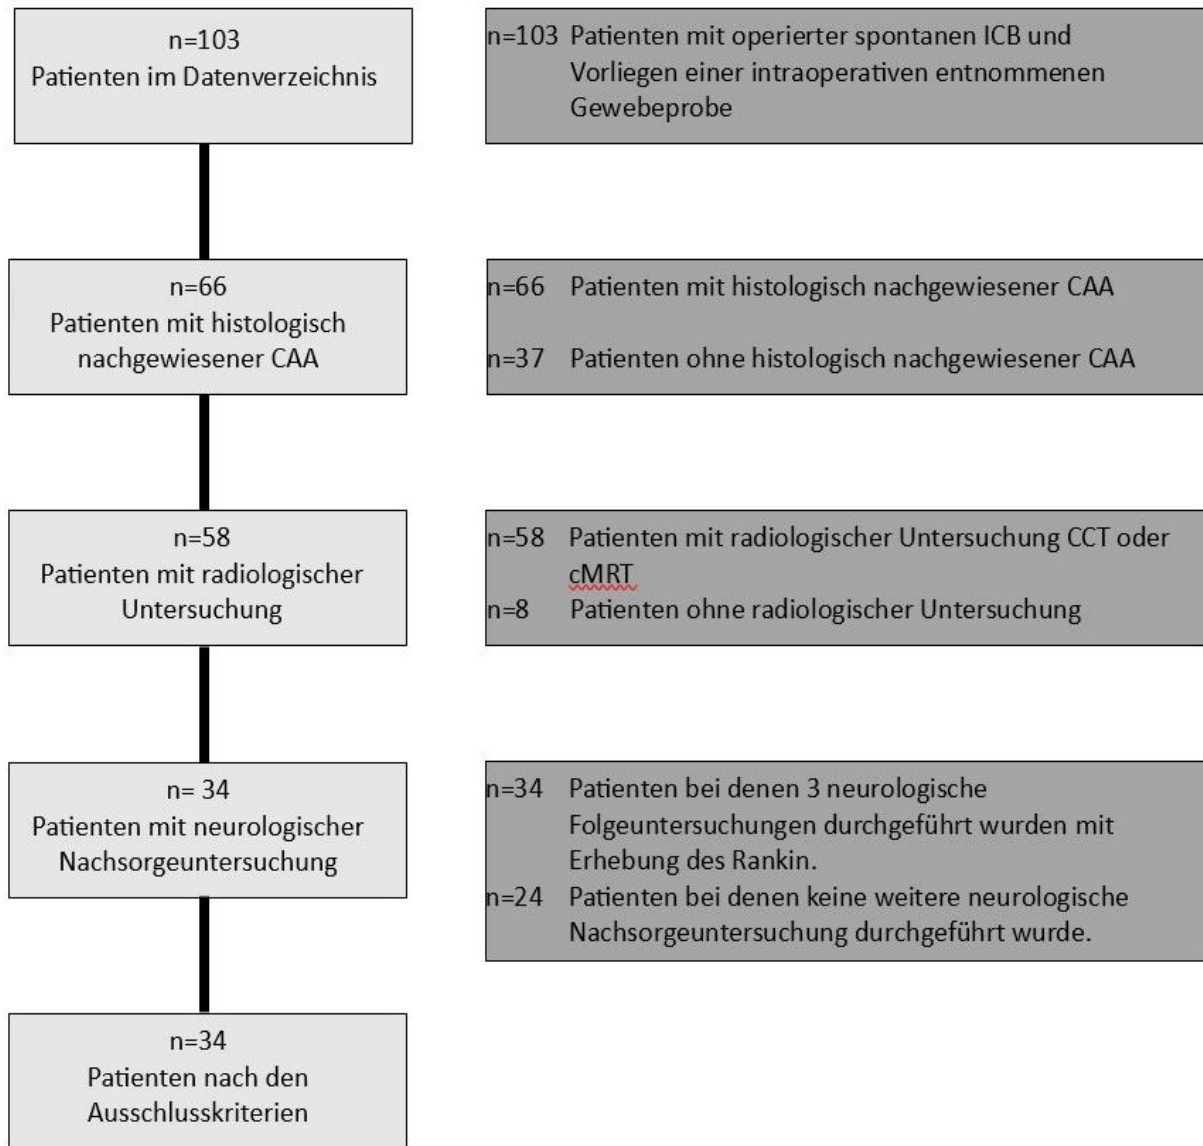 n=103
Patienten im Datenverzeichnis
n=103 Patienten mit operierter spontanen ICB und
Vorliegen einer intraoperativen entnommenen
Gewebeprobe
n=66
Patienten mit histologisch
nachgewiesener CAA
n=66 Patienten mit histologisch nachgewiesener CAA
n=37 Patienten ohne histologisch nachgewiesener CAA
n=58
Patienten mit radiologischer
Untersuchung
n=58 Patienten mit radiologischer Untersuchung CCT oder
cMRT
n=8 Patienten ohne radiologischer Untersuchung
n= 34
Patienten mit neurologischer
Nachsorgeuntersuchung
n=34 Patienten bei denen 3 neurologische
Folgeuntersuchungen durchgeführt wurden mit
Erhebung des Rankin.
n=24 Patienten bei denen keine weitere neurologische
Nachsorgeuntersuchung durchgeführt wurde.
n=34
Patienten nach den
Ausschlusskriterien